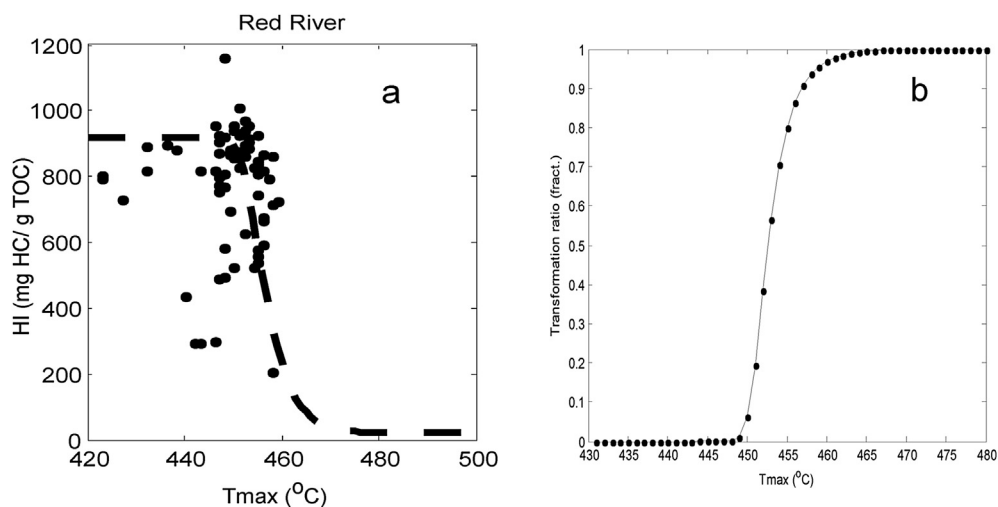 Red River
1200
1000
800
600
400
200
0
HI (mg HC/ g TOC)
a
420 440 460 480 500
Tmax (°C)
1
0.9
0.8
0.7
0.6
0.5
0.4
0.3
0.2
0.1
0
Transformation ratio (fract.)
b
430 435 440 445 450 455 460 465 470 475 480
Tmax (°C)